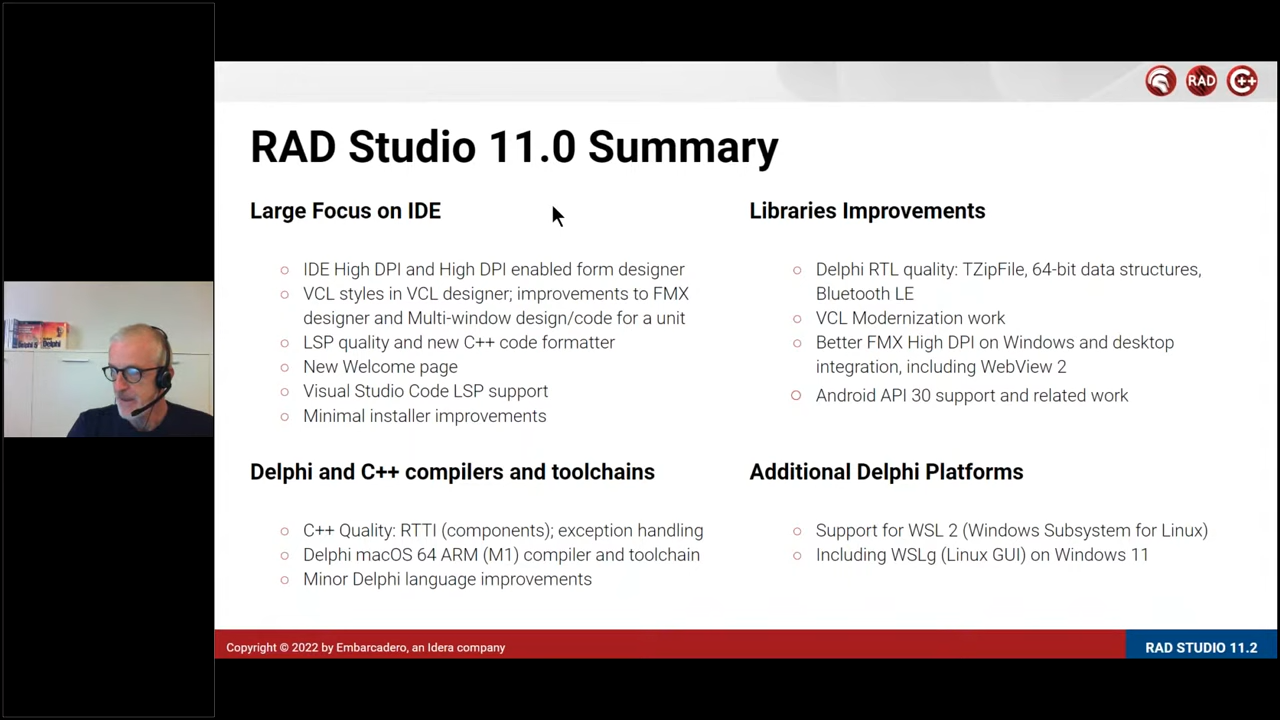 RAD
C++
RAD Studio 11.0 Summary
Large Focus on IDE
IDE High DPI and High DPI enabled form designer
VCL styles in VCL designer; improvements to FMX
designer and Multi-window design/code for a unit
LSP quality and new C++ code formatter
New Welcome page
Visual Studio Code LSP support
Minimal installer improvements
Libraries Improvements
Delphi RTL quality: TZipFile, 64-bit data structures,
Bluetooth LE
VCL Modernization work
Better FMX High DPI on Windows and desktop
integration, including WebView 2
Android API 30 support and related work
Delphi and C++ compilers and toolchains
C++ Quality: RTTI (components); exception handling
Delphi macOS 64 ARM (M1) compiler and toolchain
Minor Delphi language improvements
Additional Delphi Platforms
Support for WSL 2 (Windows Subsystem for Linux)
Including WSLg (Linux GUI) on Windows 11
Copyright © 2022 by Embarcadero, an Idera company
RAD STUDIO 11.2